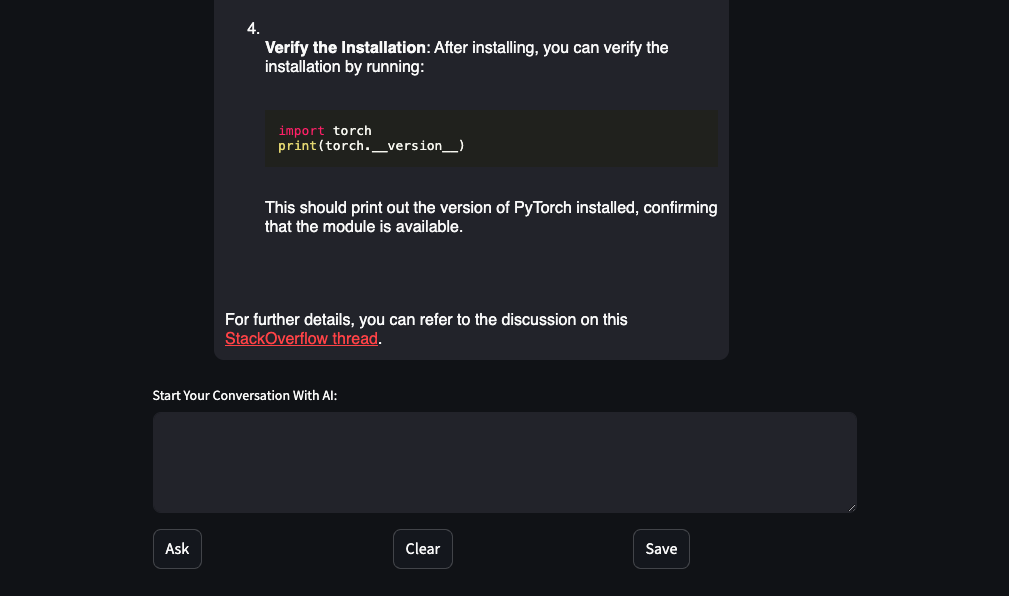 4.
Verify the Installation: After installing, you can verify the
installation by running:
import torch
print(torch.__version__)
This should print out the version of PyTorch installed, confirming
that the module is available.
For further details, you can refer to the discussion on this
StackOverflow thread.
Start Your Conversation With AI:
Ask
Clear
Save